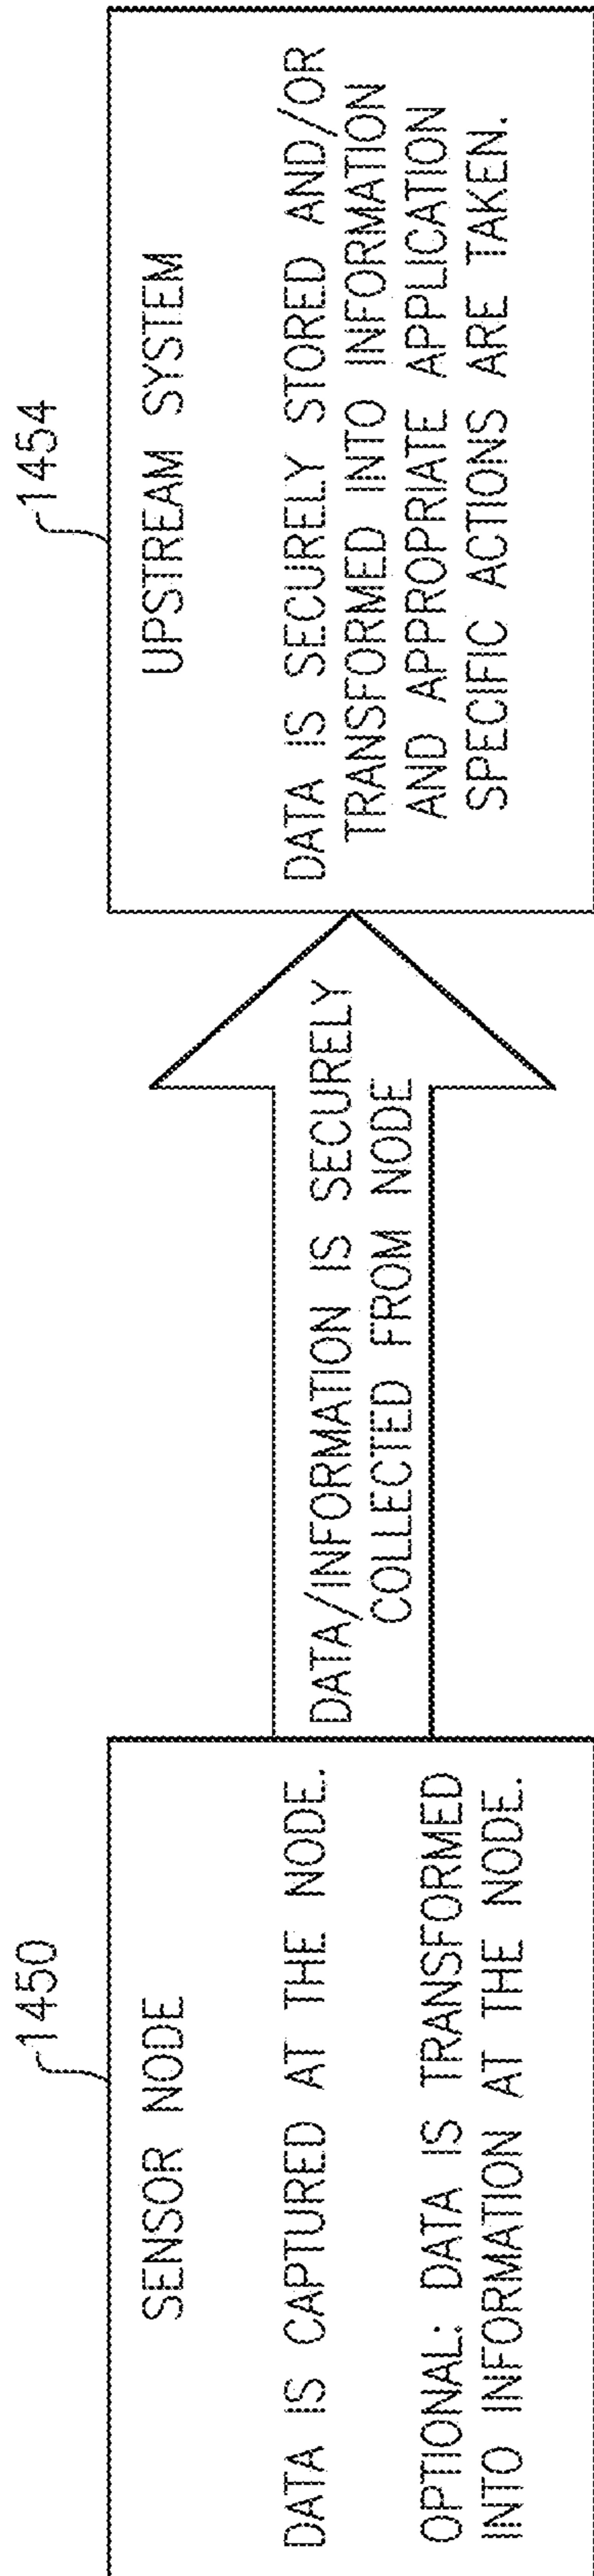 1450
SENSOR NODE
DATA IS CAPTURED AT THE NODE.
OPTIONAL: DATA IS TRANSFORMED
INTO INFORMATION AT THE NODE.
DATA/INFORMATION IS SECURELY
COLLECTED FROM NODE
1454
UPSTREAM SYSTEM
DATA IS SECURELY STORED AND/OR
TRANSFORMED INTO INFORMATION
AND APPROPRIATE APPLICATION
SPECIFIC ACTIONS ARE TAKEN.